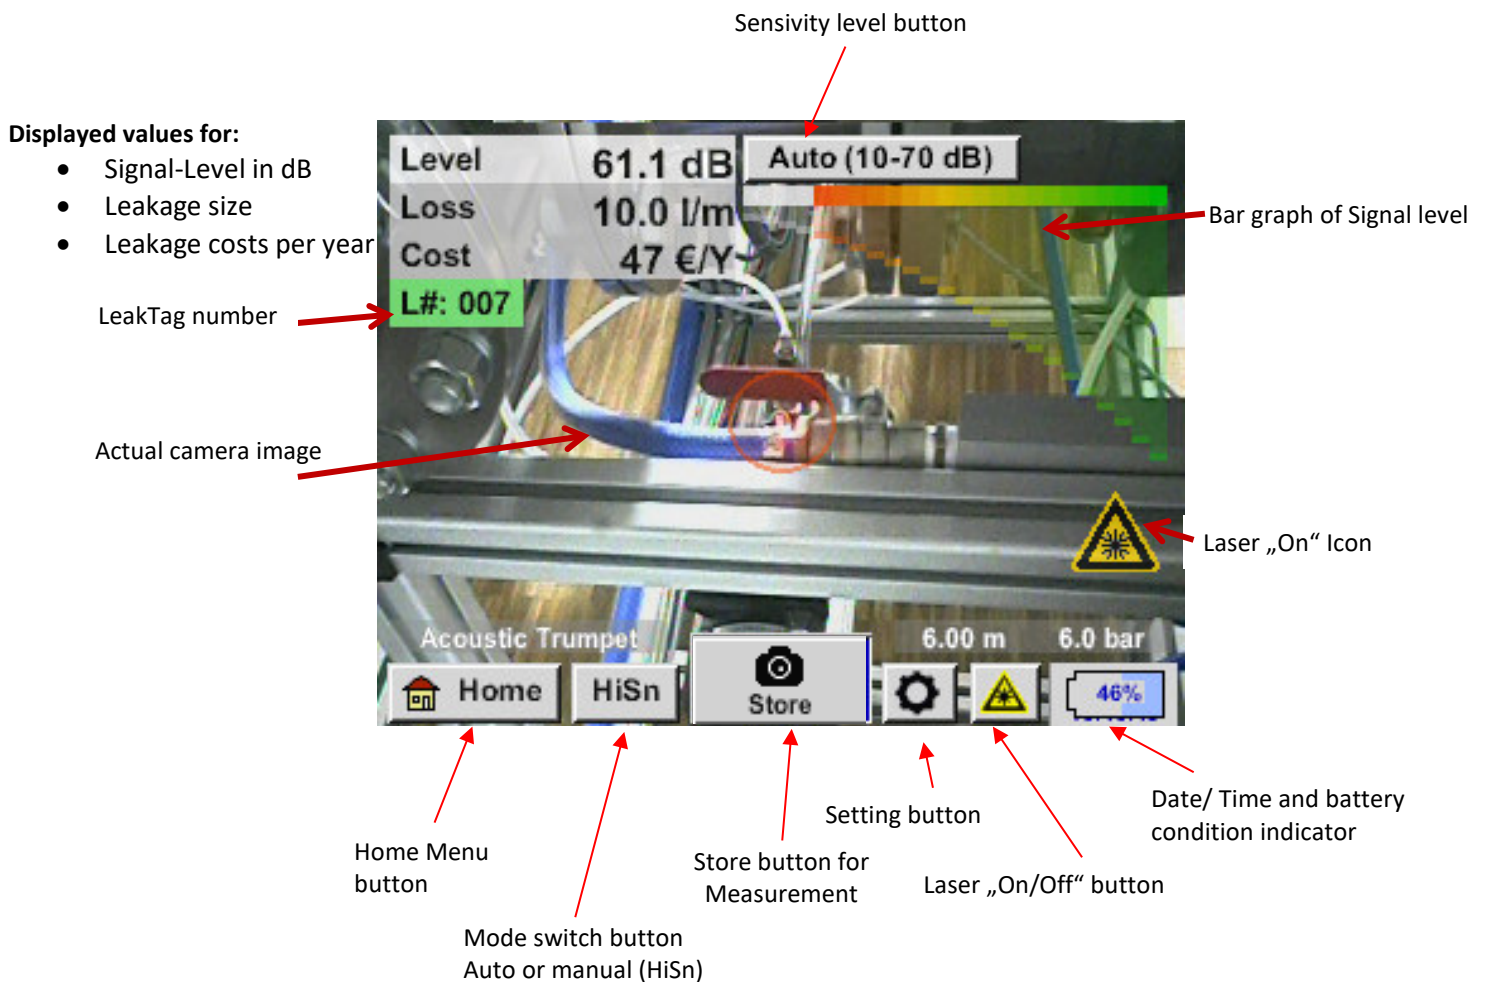 Sensivity level button
Displayed values for:
• Signal-Level in dB
• Leakage size
• Leakage costs per year
LeakTag number
Actual camera image
Level 61.1 dB
Loss 10.0 l/m
Cost 47 €/Y
L#: 007
Auto (10-70 dB)
Bar graph of Signal level
Laser „On“ Icon
Acoustic Trumpet 6.00 m 6.0 bar
Home HiSn Store 46%
Home Menu
button
Mode switch button
Auto or manual (HiSn)
Store button for
Measurement
Setting button
Laser „On/Off“ button
Date/ Time and battery
condition indicator